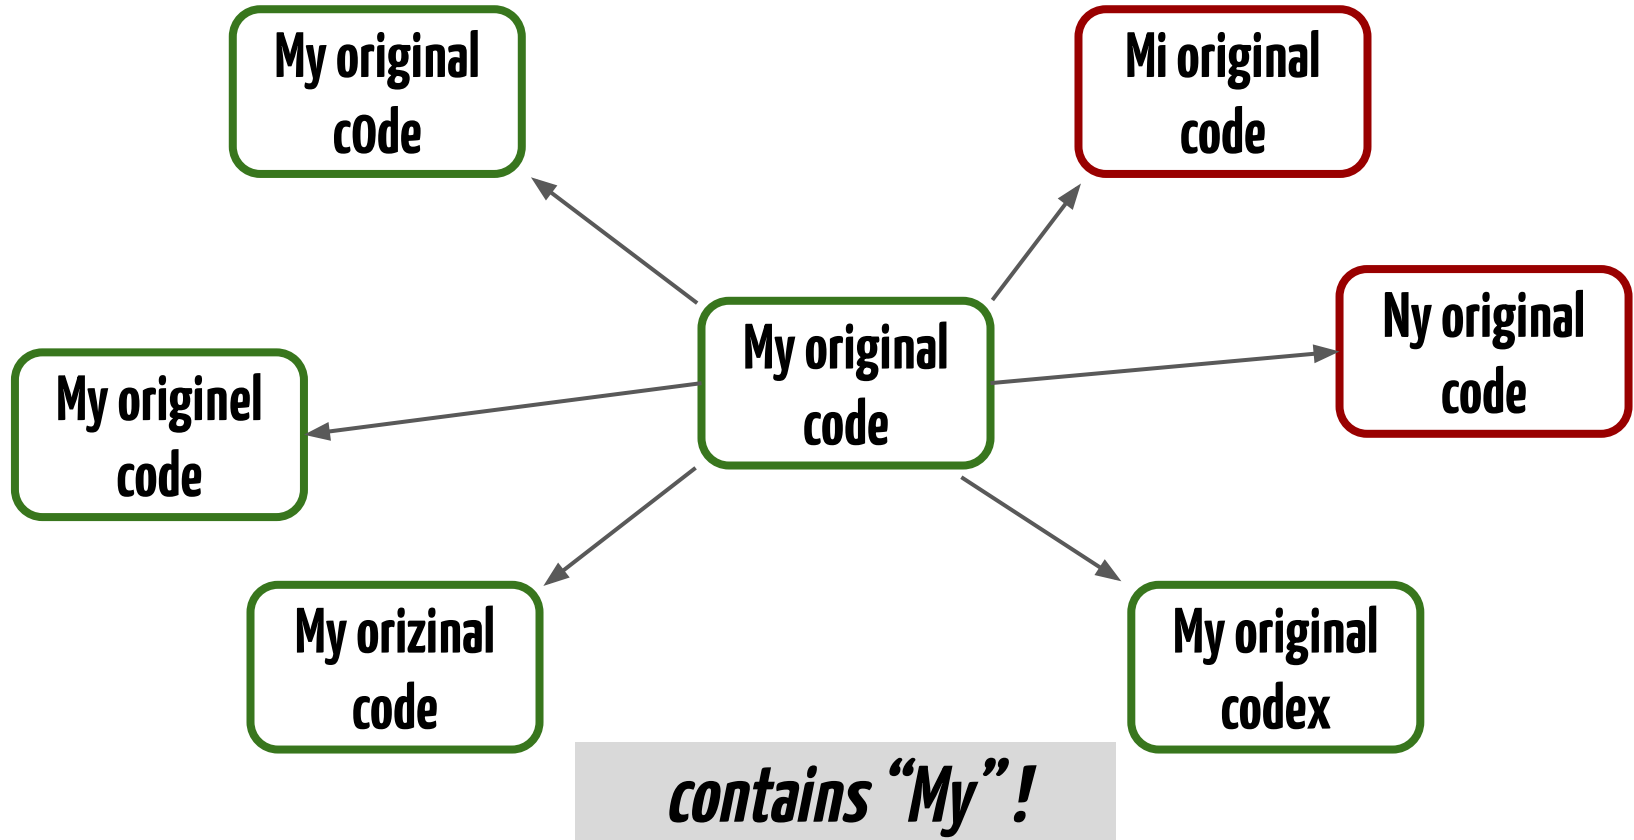 My original
c0de
Mi original
code
Ny original
code
My original
code
My originel
code
My orizinal
code
My original
codex
contains “My” !